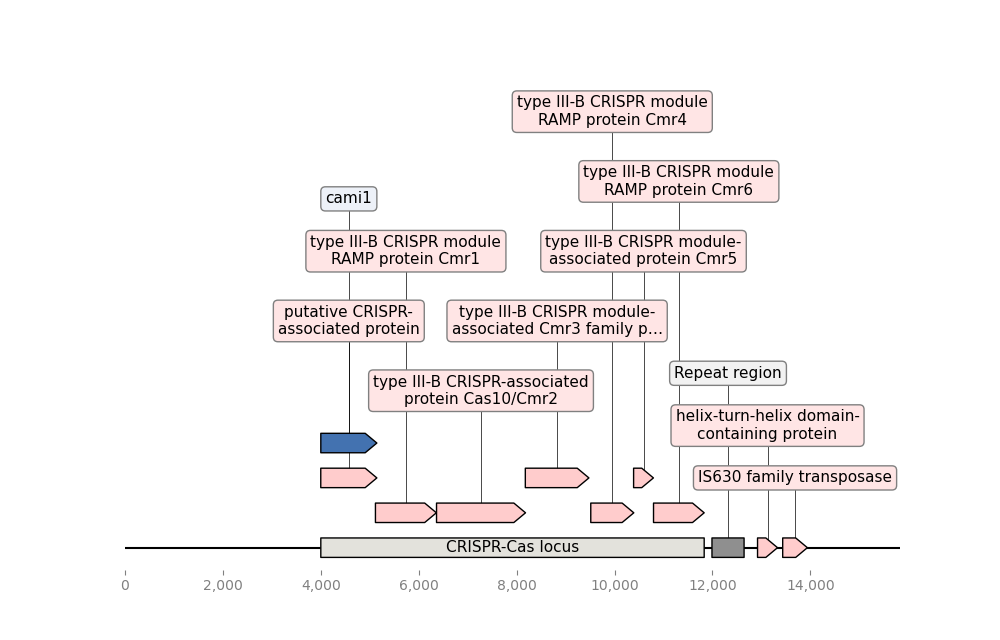 type III-B CRISPR module
RAMP protein Cmr4
type III-B CRISPR module
RAMP protein Cmr6
cami1
type III-B CRISPR module
RAMP protein Cmr1
type III-B CRISPR module-
associated protein Cmr5
putative CRISPR-
associated protein
type III-B CRISPR module-
associated Cmr3 family p…
Repeat region
type III-B CRISPR-associated
protein Cas10/Cmr2
helix-turn-helix domain-
containing protein
IS630 family transposase
CRISPR-Cas locus
0 2,000 4,000 6,000 8,000 10,000 12,000 14,000